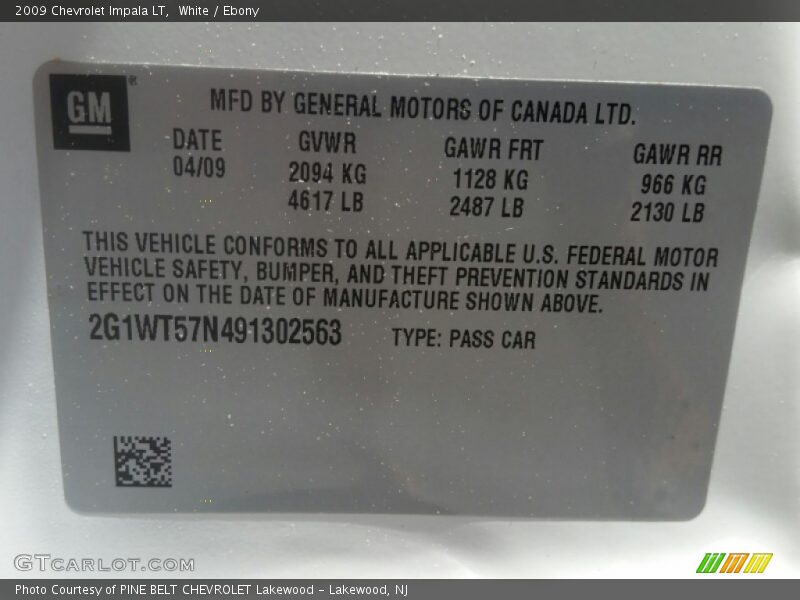 2009 Chevrolet Impala LT, White / Ebony
GM®
MFD BY GENERAL MOTORS OF CANADA LTD.
DATE GVWR GAWR FRT GAWR RR
04/09 2094 KG 1128 KG 966 KG
4617 LB 2487 LB 2130 LB
THIS VEHICLE CONFORMS TO ALL APPLICABLE U.S. FEDERAL MOTOR
VEHICLE SAFETY, BUMPER, AND THEFT PREVENTION STANDARDS IN
EFFECT ON THE DATE OF MANUFACTURE SHOWN ABOVE.
2G1WT57N491302563 TYPE: PASS CAR
GTCARLOT.COM
Photo Courtesy of PINE BELT CHEVROLET Lakewood - Lakewood, NJ